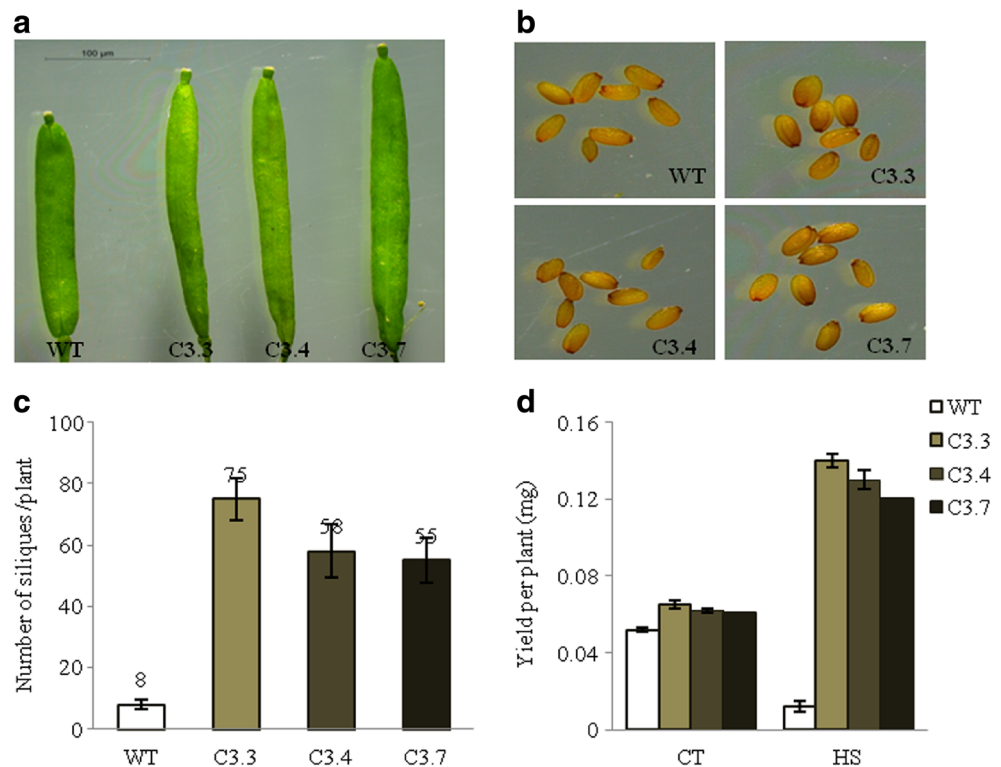 a
100 µm
WT
C3.3
C3.4
C3.7
b
WT
C3.3
C3.4
C3.7
c
Number of siliques /plant
100
80
60
40
20
0
75
58
55
8
WT
C3.3
C3.4
C3.7
d
Yield per plant (mg)
0.16
0.12
0.08
0.04
0
CT
HS
WT
C3.3
C3.4
C3.7